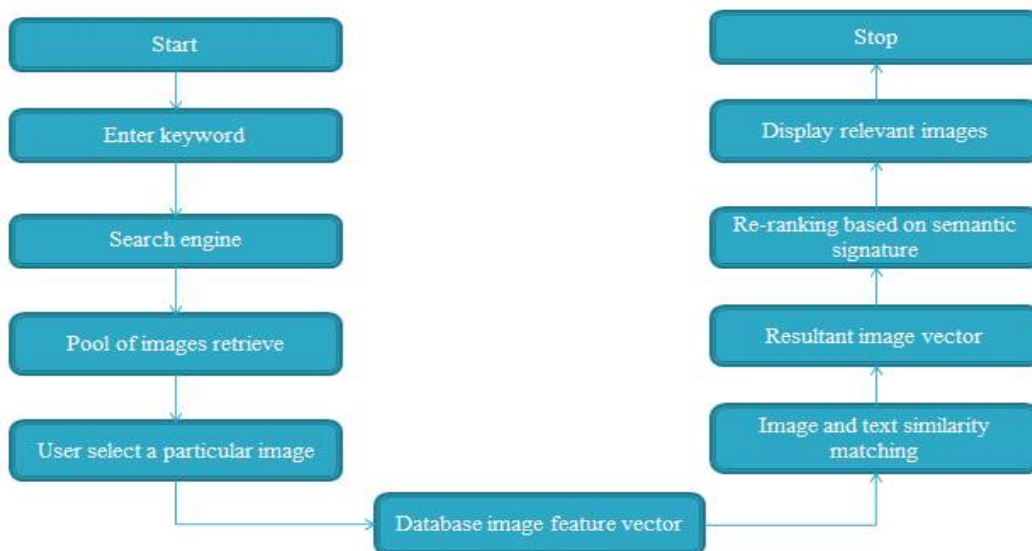 Start
Enter keyword
Search engine
Pool of images retrieve
User select a particular image
Database image feature vector
Image and text similarity
matching
Resultant image vector
Re-ranking based on semantic
signature
Display relevant images
Stop